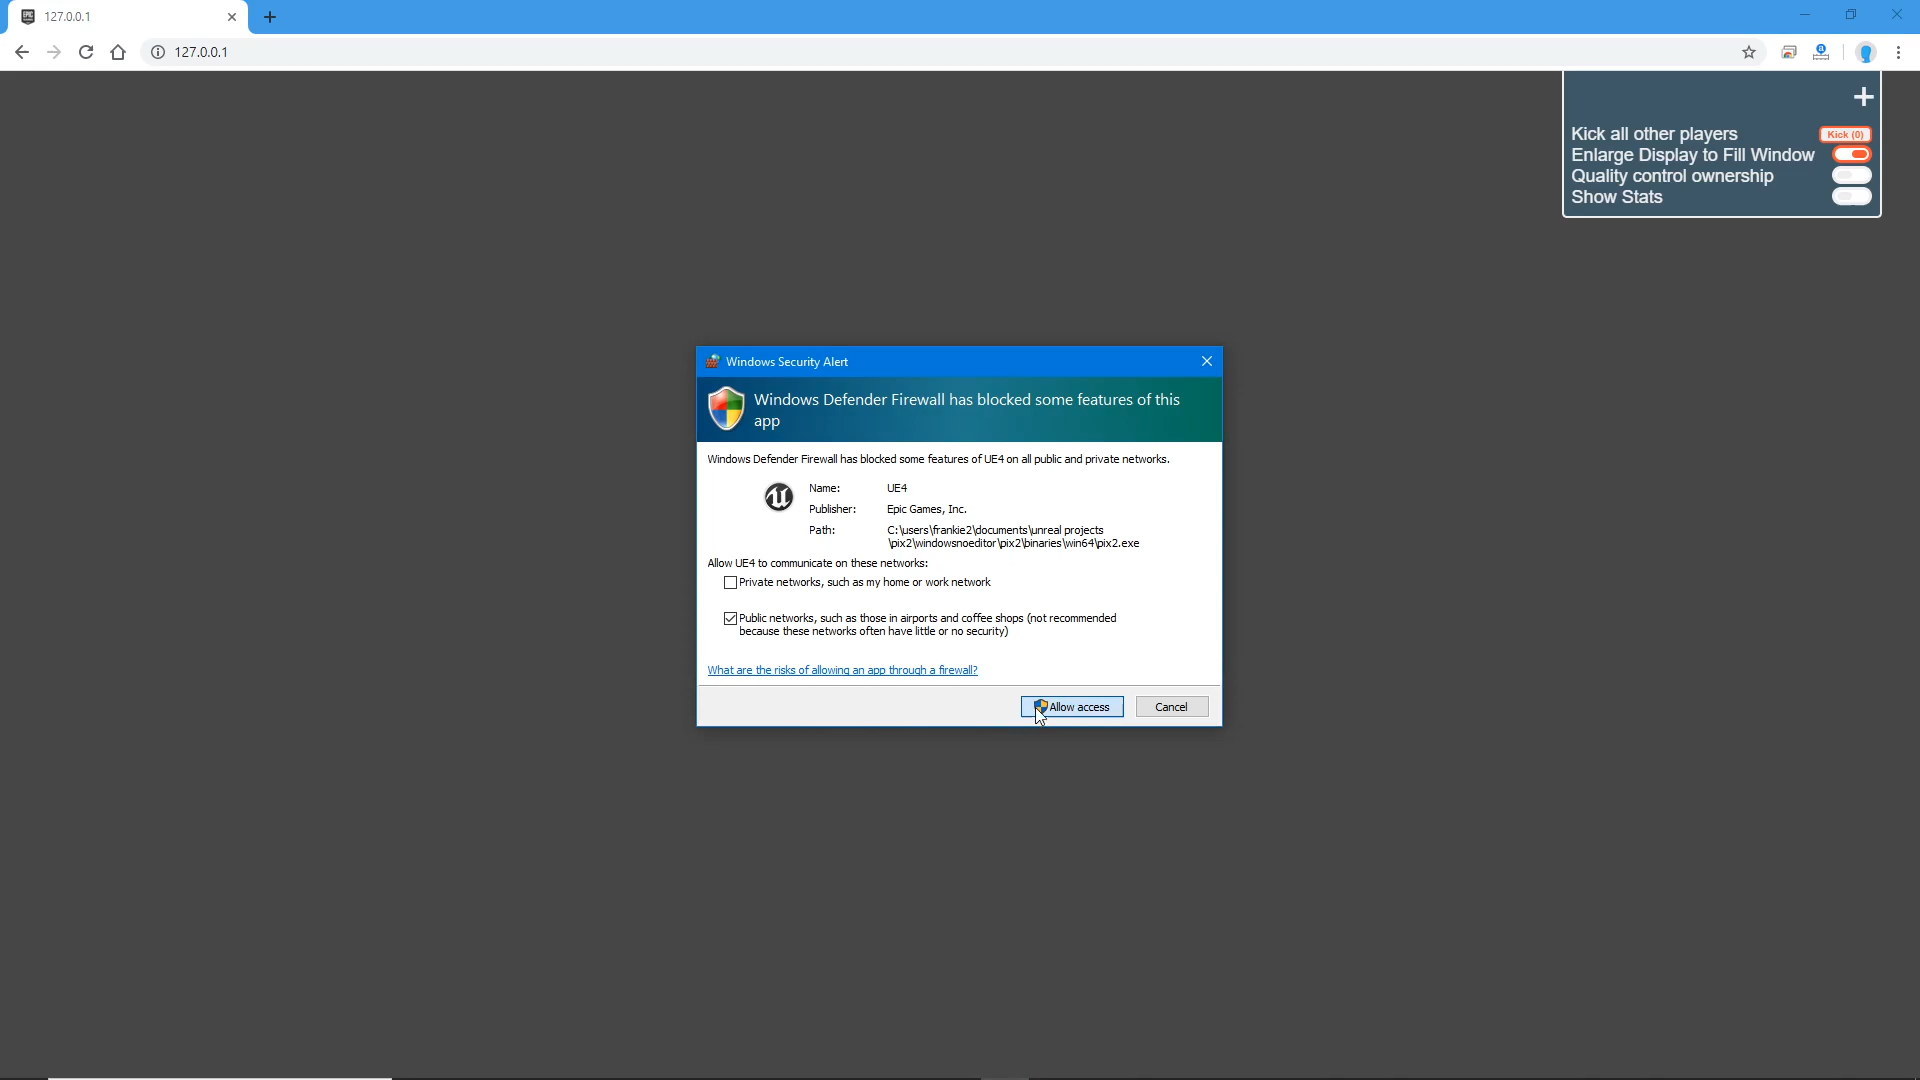 127.0.0.1
127.0.0.1
Kick all other players
Kick (0)
Enlarge Display to Fill Window
Quality control ownership
Show Stats
Windows Security Alert
Windows Defender Firewall has blocked some features of this
app
Windows Defender Firewall has blocked some features of UE4 on all public and private networks.
Name: UE4
Publisher: Epic Games, Inc.
Path: C:\users\frankie2\documents\unreal projects
\pix2\windowsnoeditor\pix2\binaries\win64\pix2.exe
Allow UE4 to communicate on these networks:
Private networks, such as my home or work network
Public networks, such as those in airports and coffee shops (not recommended
because these networks often have little or no security)
What are the risks of allowing an app through a firewall?
Allow access
Cancel